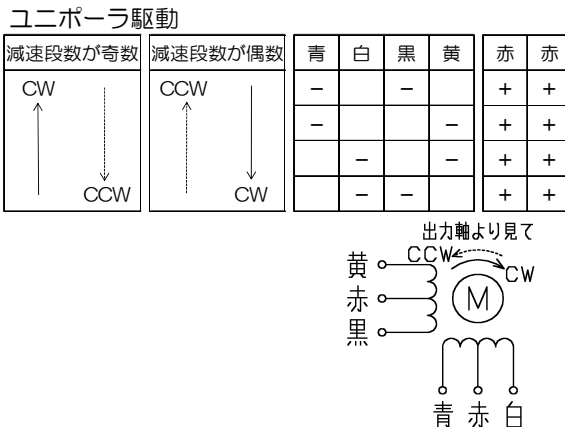 ユニポーラ駆動
減速段数が奇数 減速段数が偶数 青 白 黒 黄 赤 赤
CW CCW − − + +
− − + +
− − + +
CCW CW − − + +
出力軸より見て
CCW CW
黄
赤 M
黒
青 赤 白